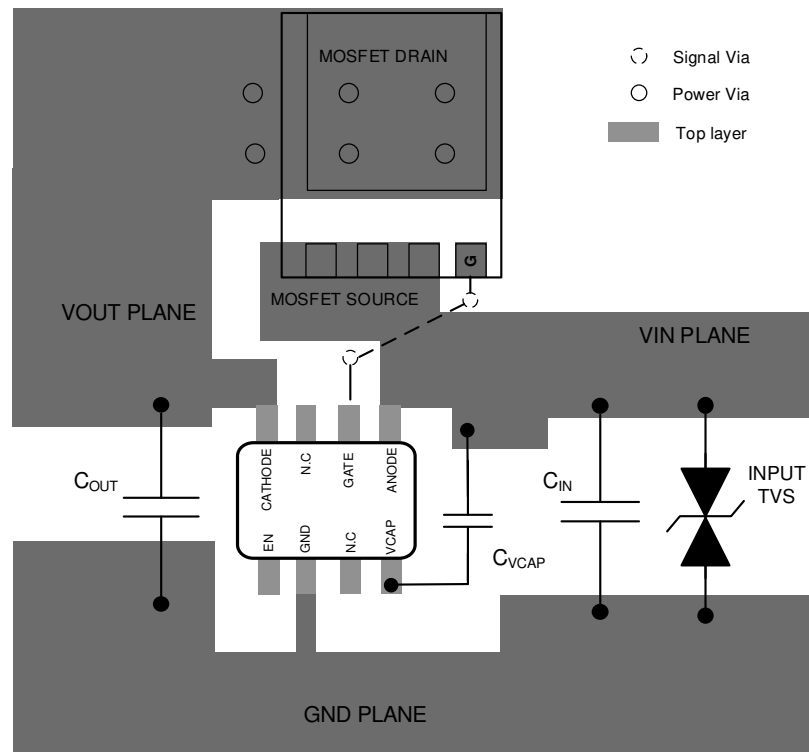 MOSFET DRAIN
Signal Via
Power Via
Top layer
G
MOSFET SOURCE
VOUT PLANE
VIN PLANE
CATHODE
N.C
GATE
ANODE
COUT
EN
GND
N.C
VCAP
CVCAP
CIN
INPUT
TVS
GND PLANE